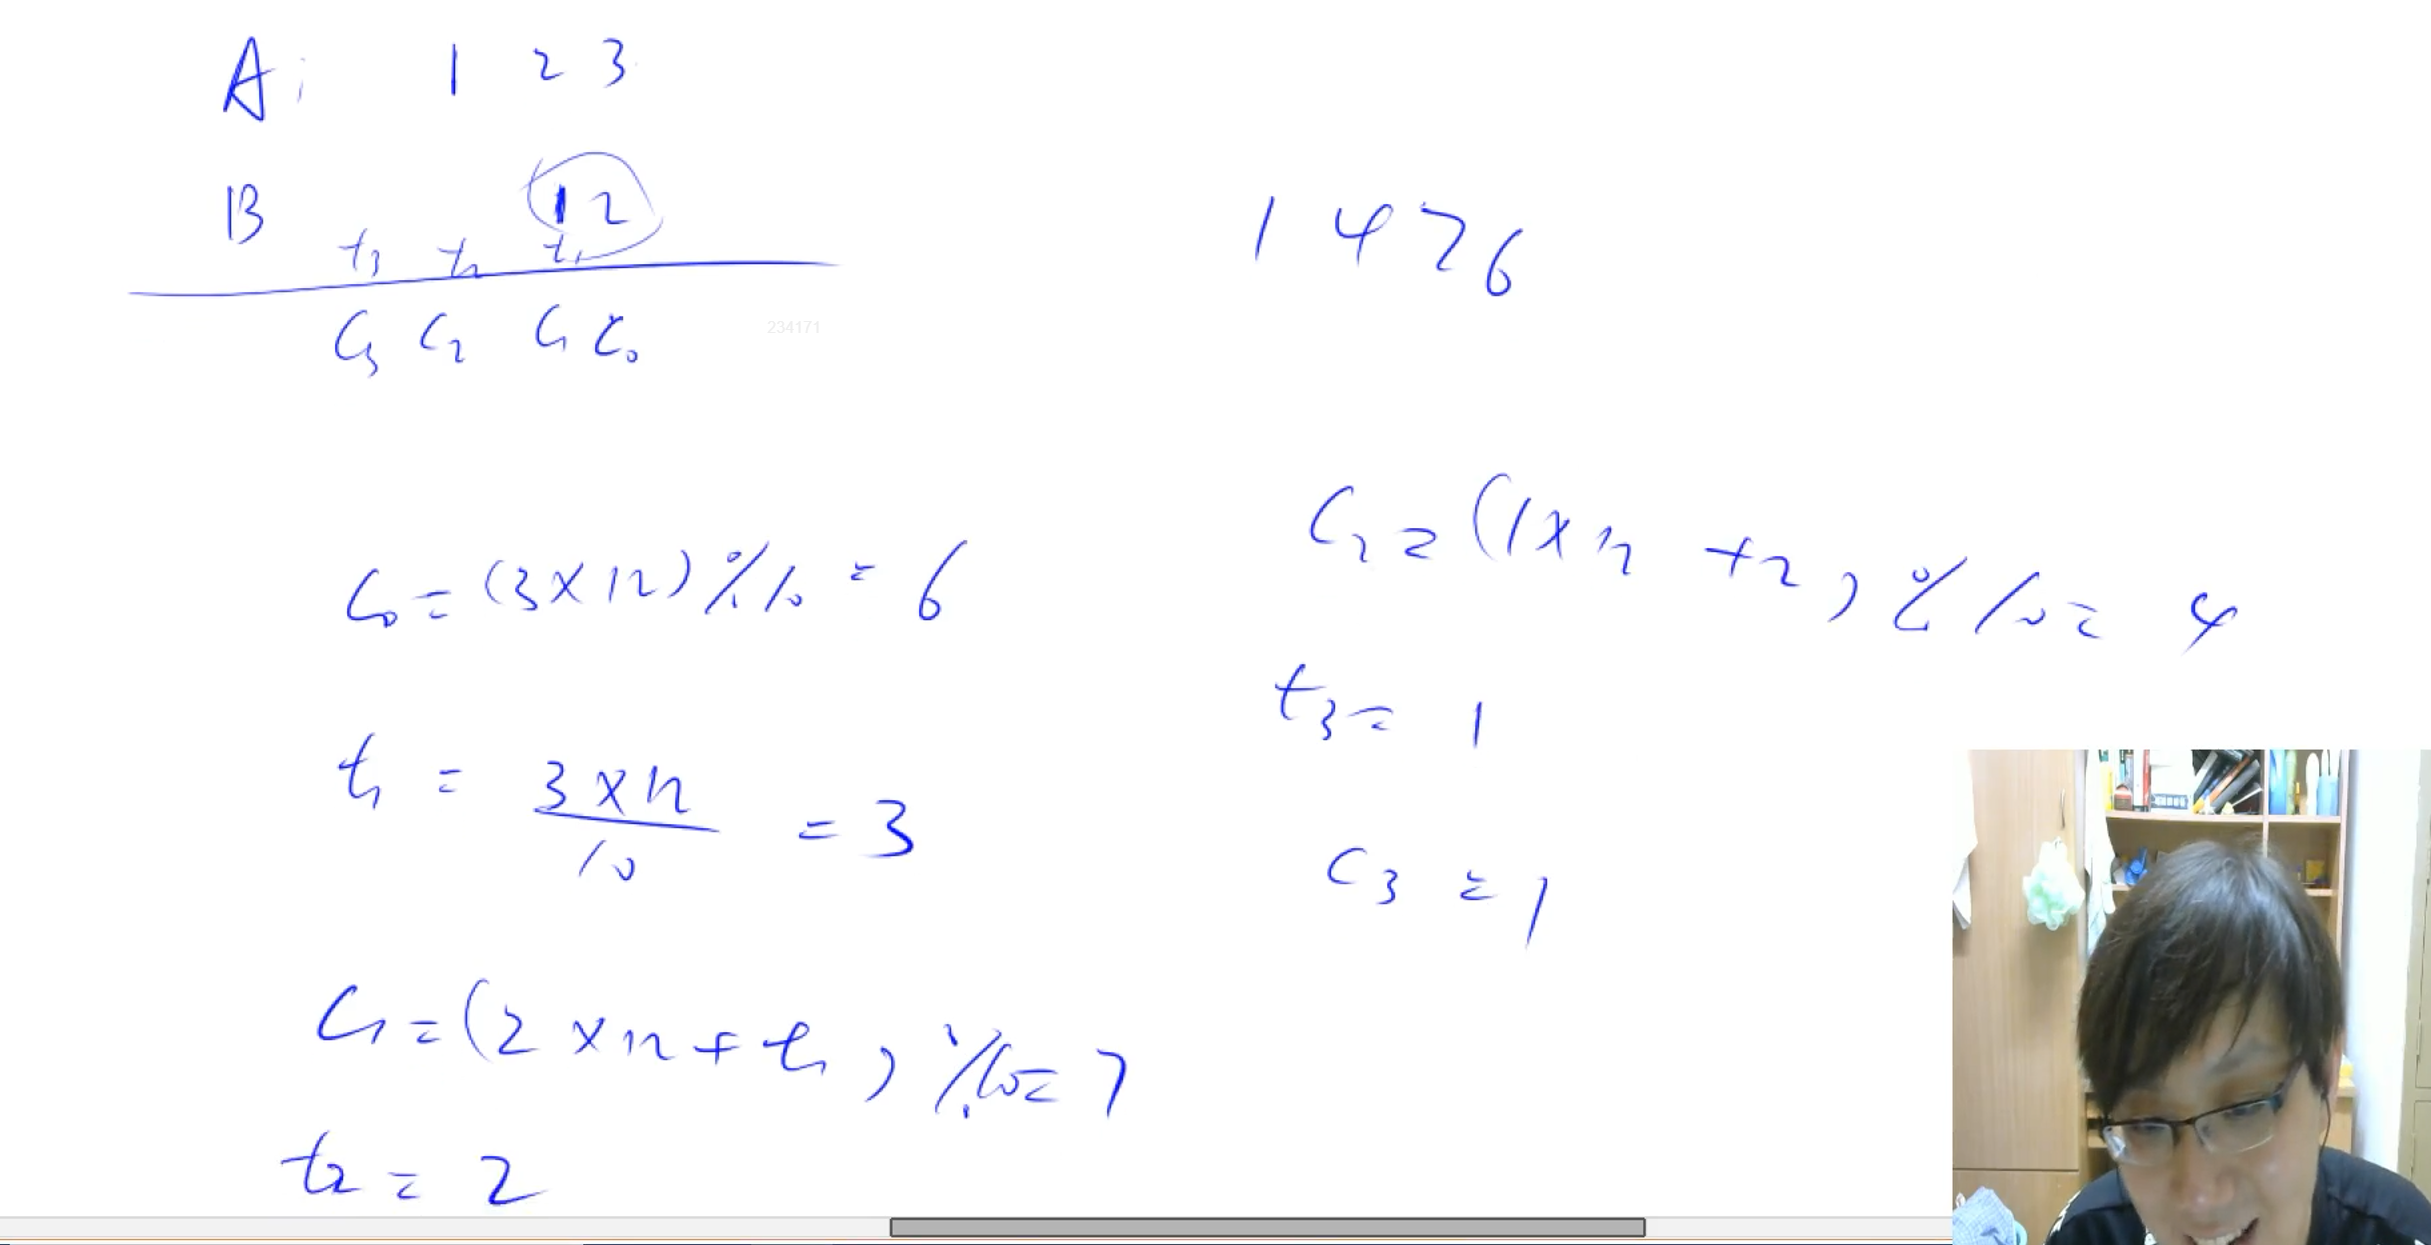 A: 1 2 3
B 12
t3 t2 t1
C3 C2 C1 C0
234171
1476
C0 = (3×12) % 10 = 6
t1 = 3×12 / 10 = 3
C1 = (2×12 + t1) % 10 = 7
t2 = 2
C2 = (1×12 + 2) % 10 = 4
t3 = 1
C3 = 1